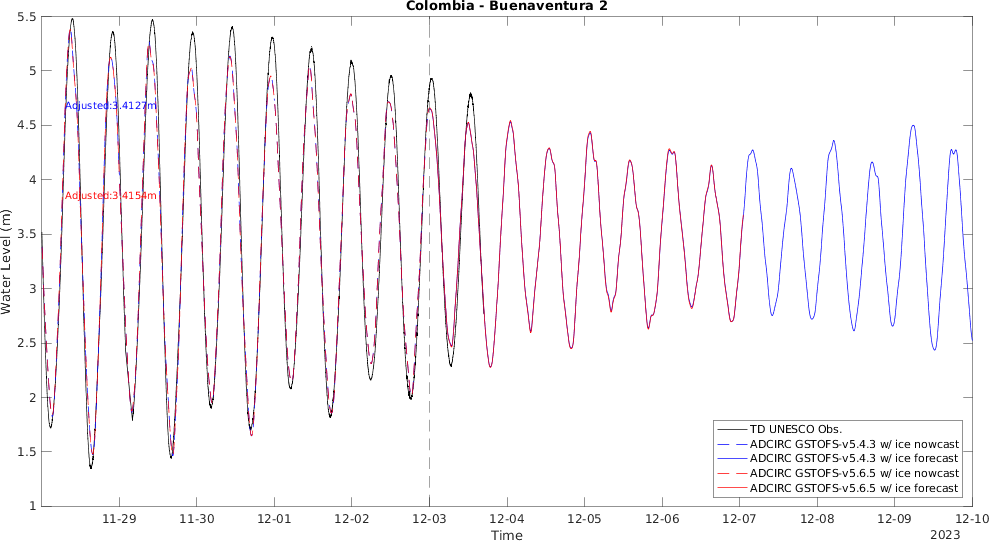 Colombia - Buenaventura 2
5.5
5
4.5
4
3.5
3
2.5
2
1.5
1
Water Level (m)
Adjusted:3.4127m
Adjusted:3.4154m
TD UNESCO Obs.
ADCIRC GSTOFS-v5.4.3 w/ ice nowcast
ADCIRC GSTOFS-v5.4.3 w/ ice forecast
ADCIRC GSTOFS-v5.6.5 w/ ice nowcast
ADCIRC GSTOFS-v5.6.5 w/ ice forecast
11-29 11-30 12-01 12-02 12-03 12-04 12-05 12-06 12-07 12-08 12-09 12-10
Time
2023